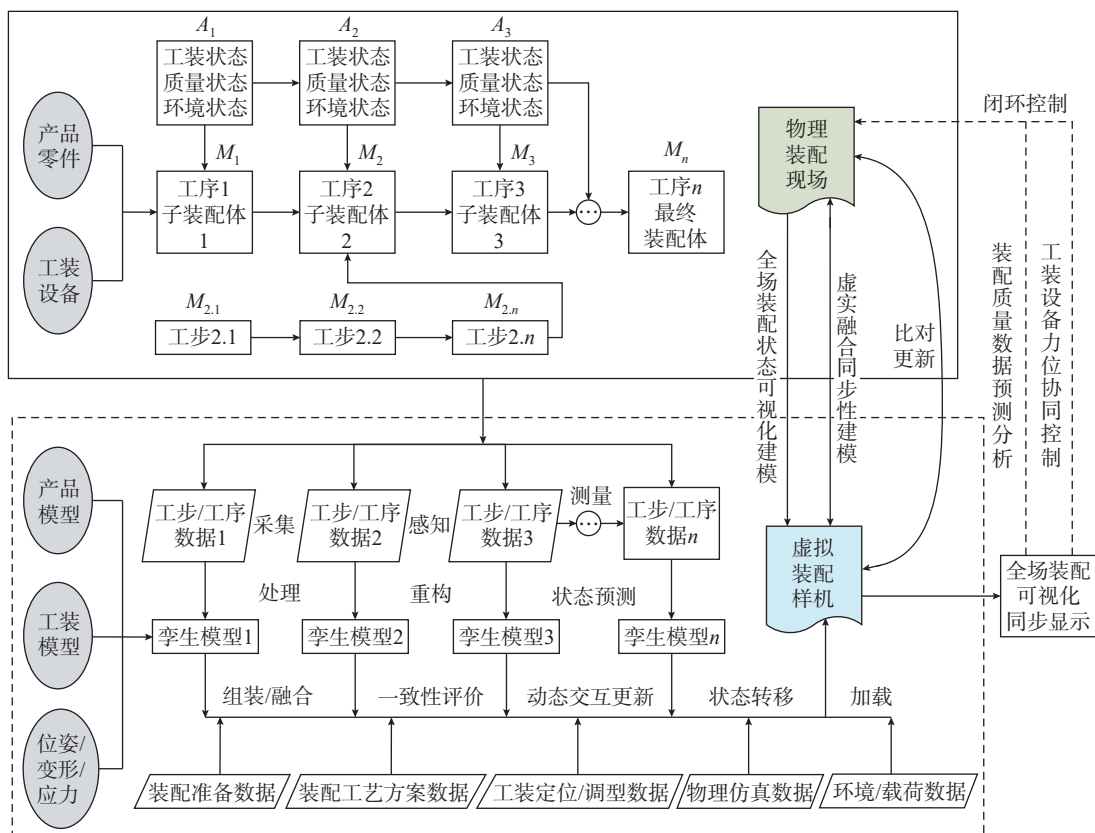 A1
A2
A3
工装状态
质量状态
环境状态
工装状态
质量状态
环境状态
工装状态
质量状态
环境状态
产品
零件
工装
设备
M1
M2
M3
Mn
工序1
子装配体
1
工序2
子装配体
2
工序3
子装配体
3
…
工序n
最终
装配体
M2.1
M2.2
M2.n
工步2.1
工步2.2
工步2.n
物理
装配
现场
闭环控制
全场装配状态可视化建模
虚实融合同步性建模
比对
更新
装配质量数据预测分析
工装设备力位协同控制
产品
模型
工装
模型
位姿/
变形/
应力
工步/工序
数据1
采集
工步/工序
数据2
感知
工步/工序
数据3
测量
…
工步/工序
数据n
处理
重构
状态预测
孪生模型1
孪生模型2
孪生模型3
孪生模型n
虚拟
装配
样机
全场装配
可视化
同步显示
组装/融合
一致性评价
动态交互更新
状态转移
加载
装配准备数据
装配工艺方案数据
工装定位/调型数据
物理仿真数据
环境/载荷数据